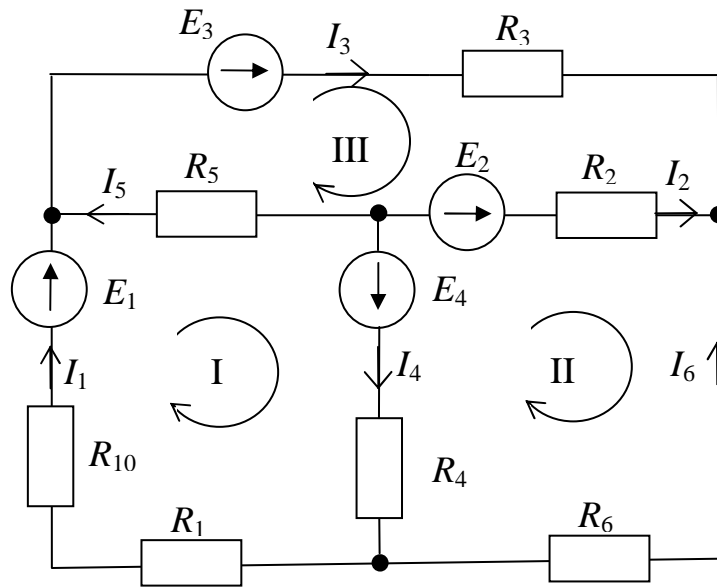 E3 I3 R3
III
I5 R5 E2 R2 I2
E1 E4
I1 I I4 II I6
R10 R4
R1 R6